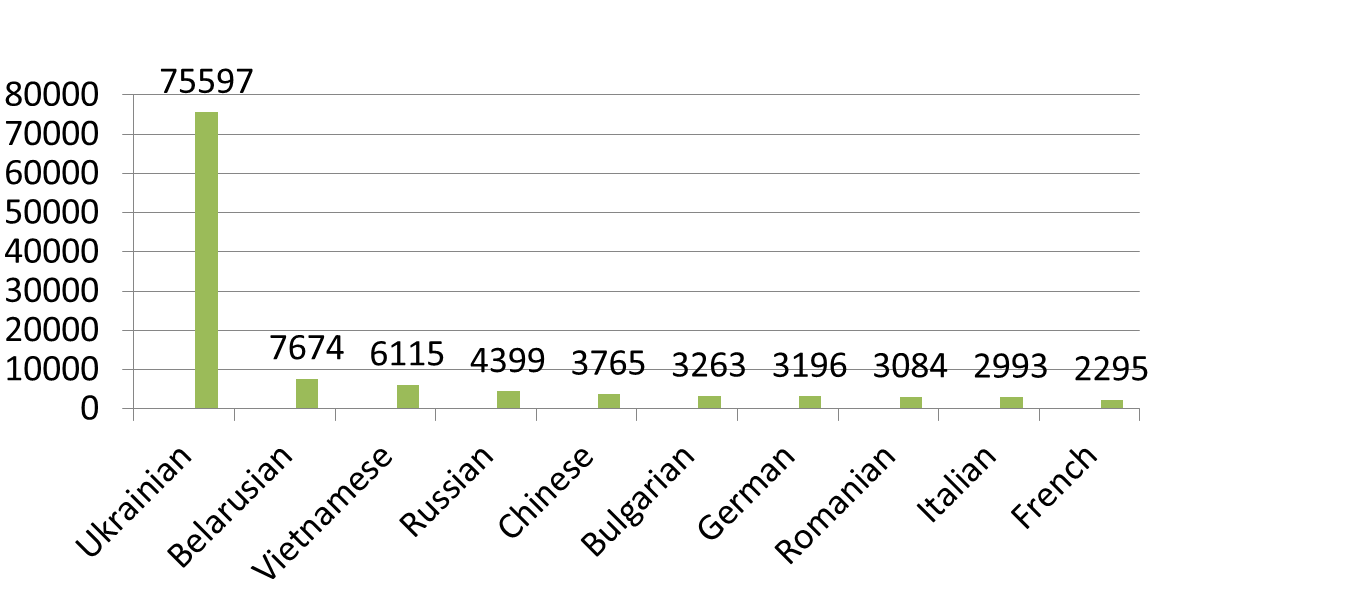 75597
80000
70000
60000
50000
40000
30000
20000
10000
0
7674 6115 4399 3765 3263 3196 3084 2993 2295
Ukrainian
Belarusian
Vietnamese
Russian
Chinese
Bulgarian
German
Romanian
Italian
French